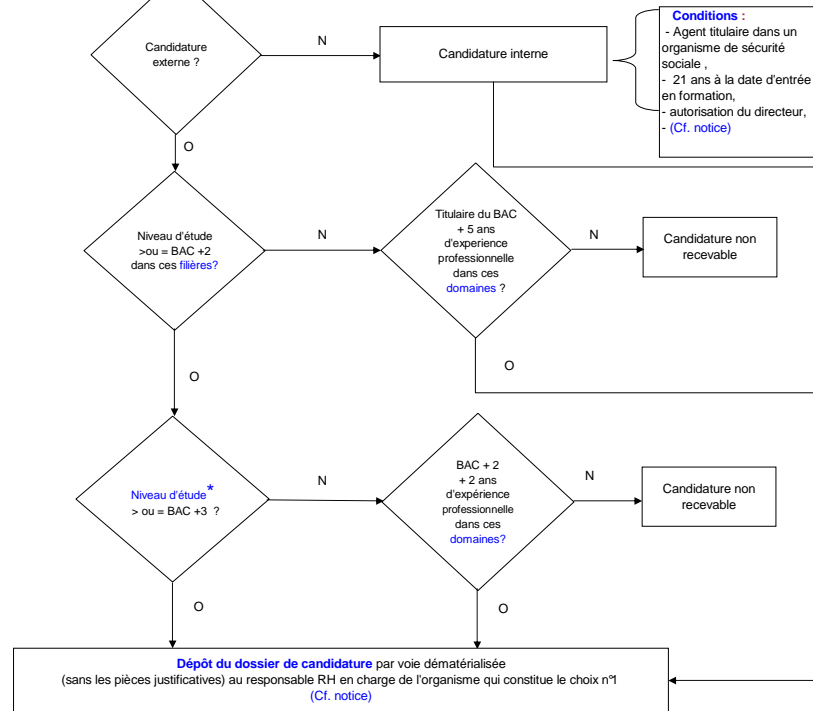 Candidature
externe ?
N
Candidature interne
Conditions :
- Agent titulaire dans un
organisme de sécurité
sociale ,
- 21 ans à la date d'entrée
en formation,
- autorisation du directeur,
- (Cf. notice)
O
Niveau d'étude
>ou = BAC +2
dans ces filières?
N
Titulaire du BAC
+ 5 ans
d'experience
professionnelle
dans ces
domaines ?
N
Candidature non
recevable
O
O
Niveau d'étude*
> ou = BAC +3 ?
N
BAC + 2
+ 2 ans
d'expérience
professionnelle
dans ces
domaines?
N
Candidature non
recevable
O
O
Dépôt du dossier de candidature par voie dématérialisée
(sans les pièces justificatives) au responsable RH en charge de l'organisme qui constitue le choix n°1
(Cf. notice)